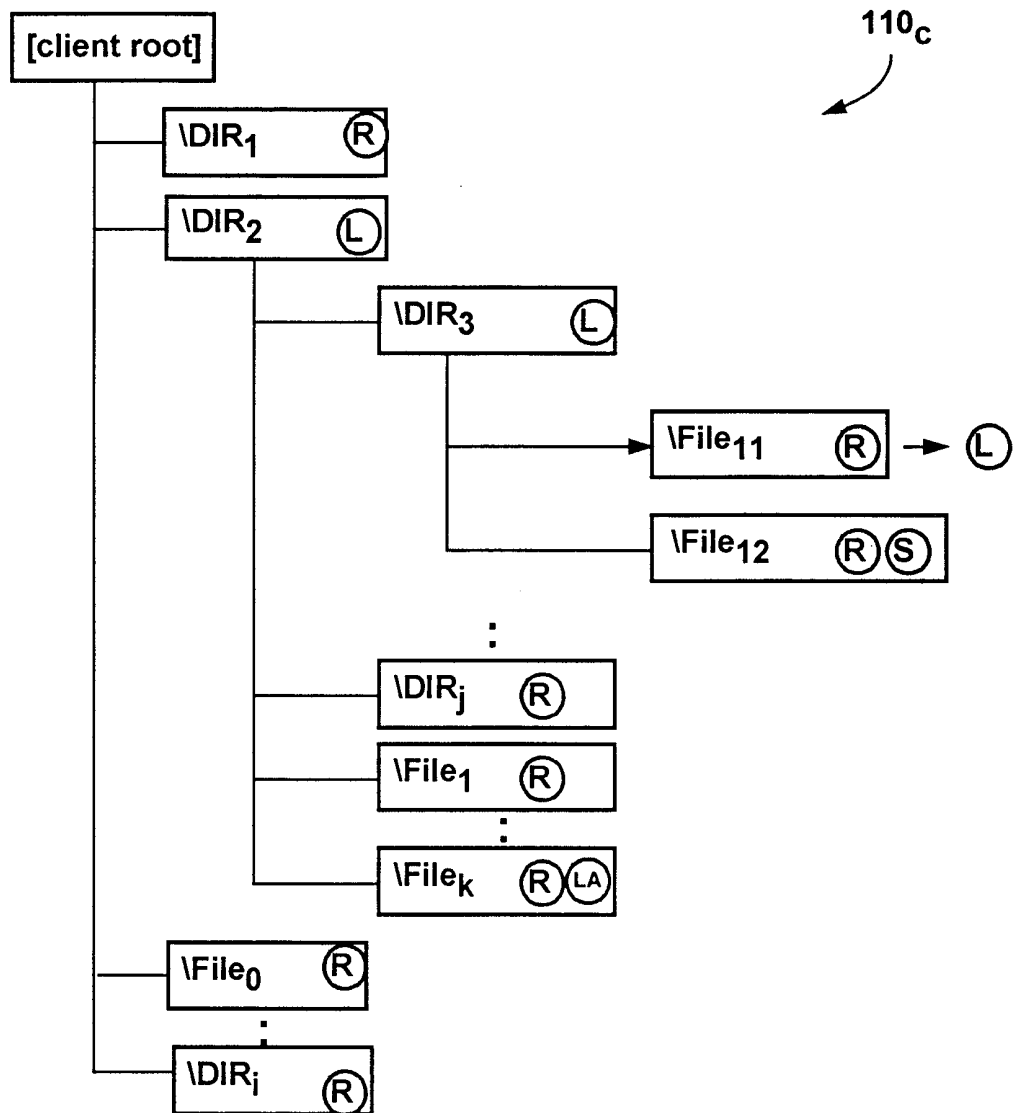 110C
[client root]
\DIR1 R
\DIR2 L
\DIR3 L
\File11 R L
\File12 R S
\DIRj R
\File1 R
\Filek R LA
\File0 R
\DIRi R